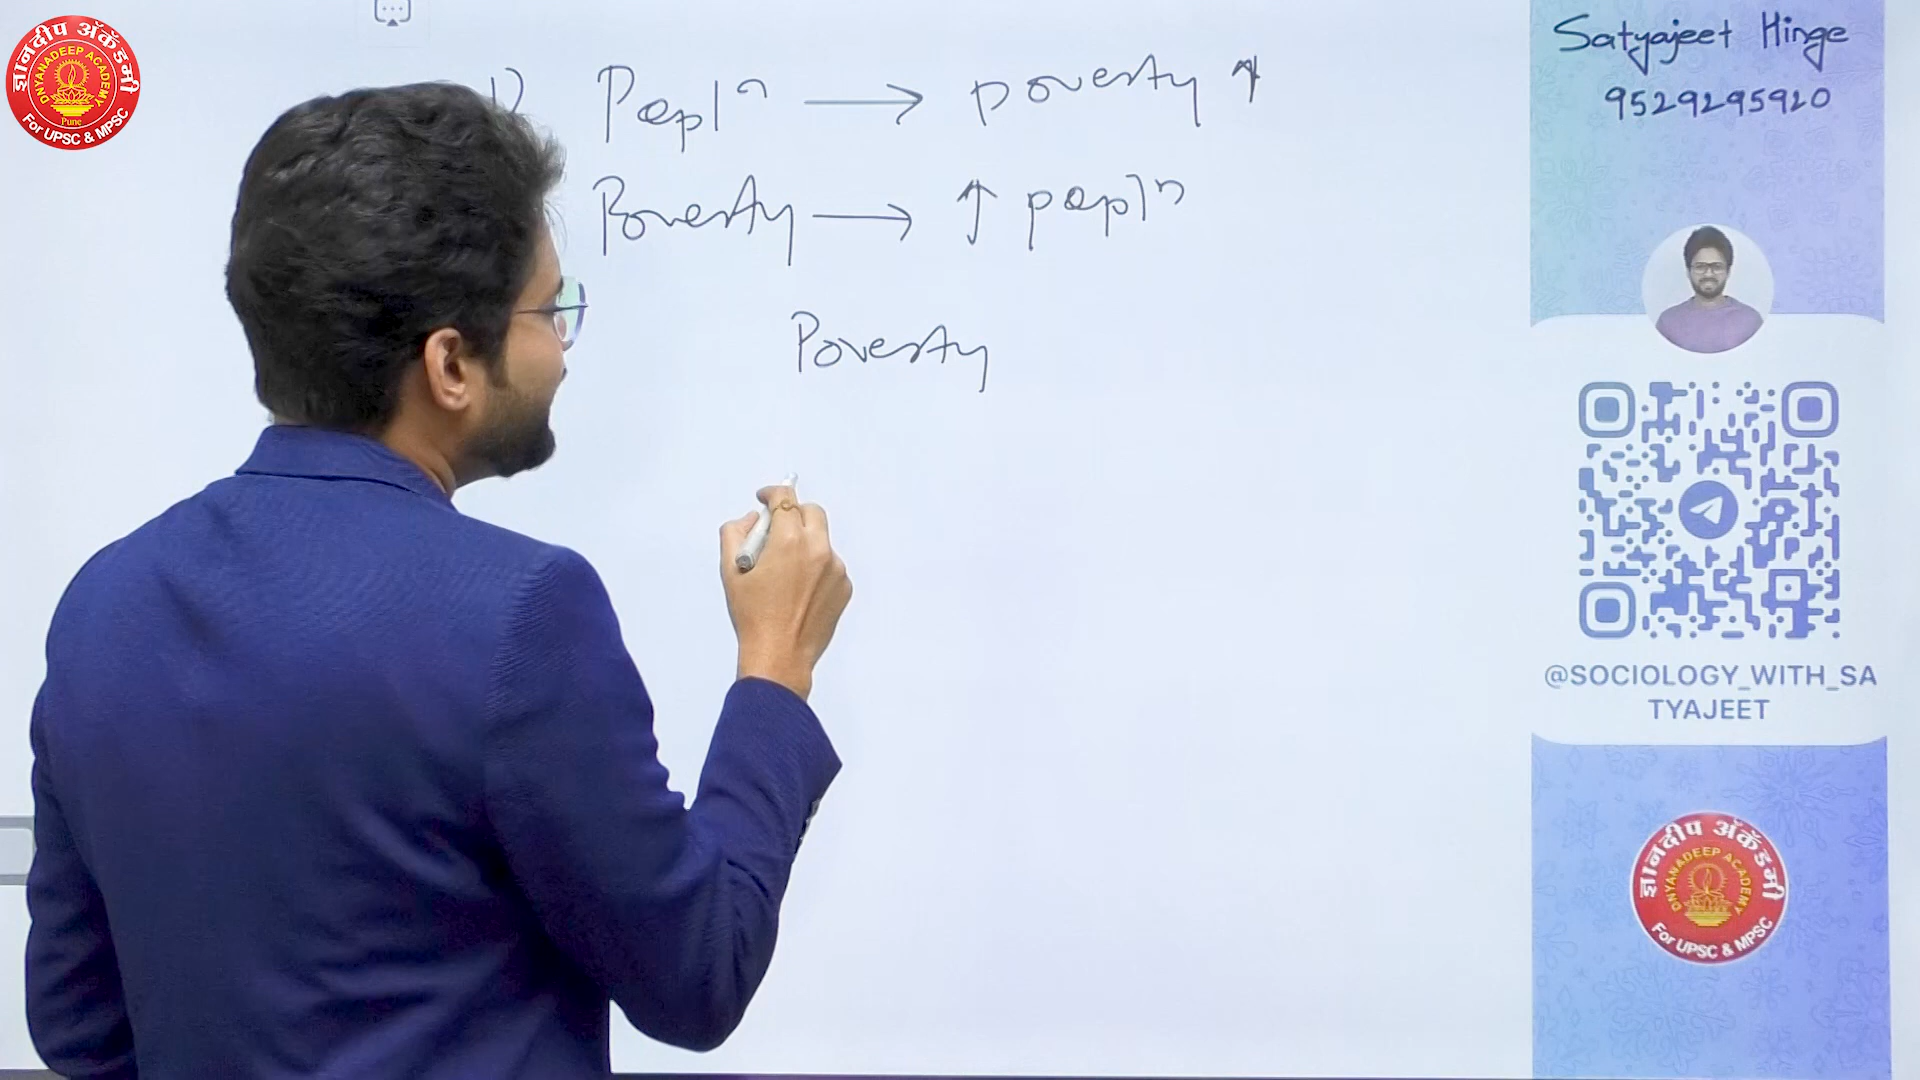 ज्ञानदीप अॅकॅडमी
DNYANADEEP ACADEMY
Pune
For UPSC & MPSC
1) Popln → poverty ↑
Poverty → ↑ popln
Poverty
Satyajeet Hinge
9529295920
@SOCIOLOGY_WITH_SA
TYAJEET
ज्ञानदीप अॅकॅडमी
DNYANADEEP ACADEMY
For UPSC & MPSC